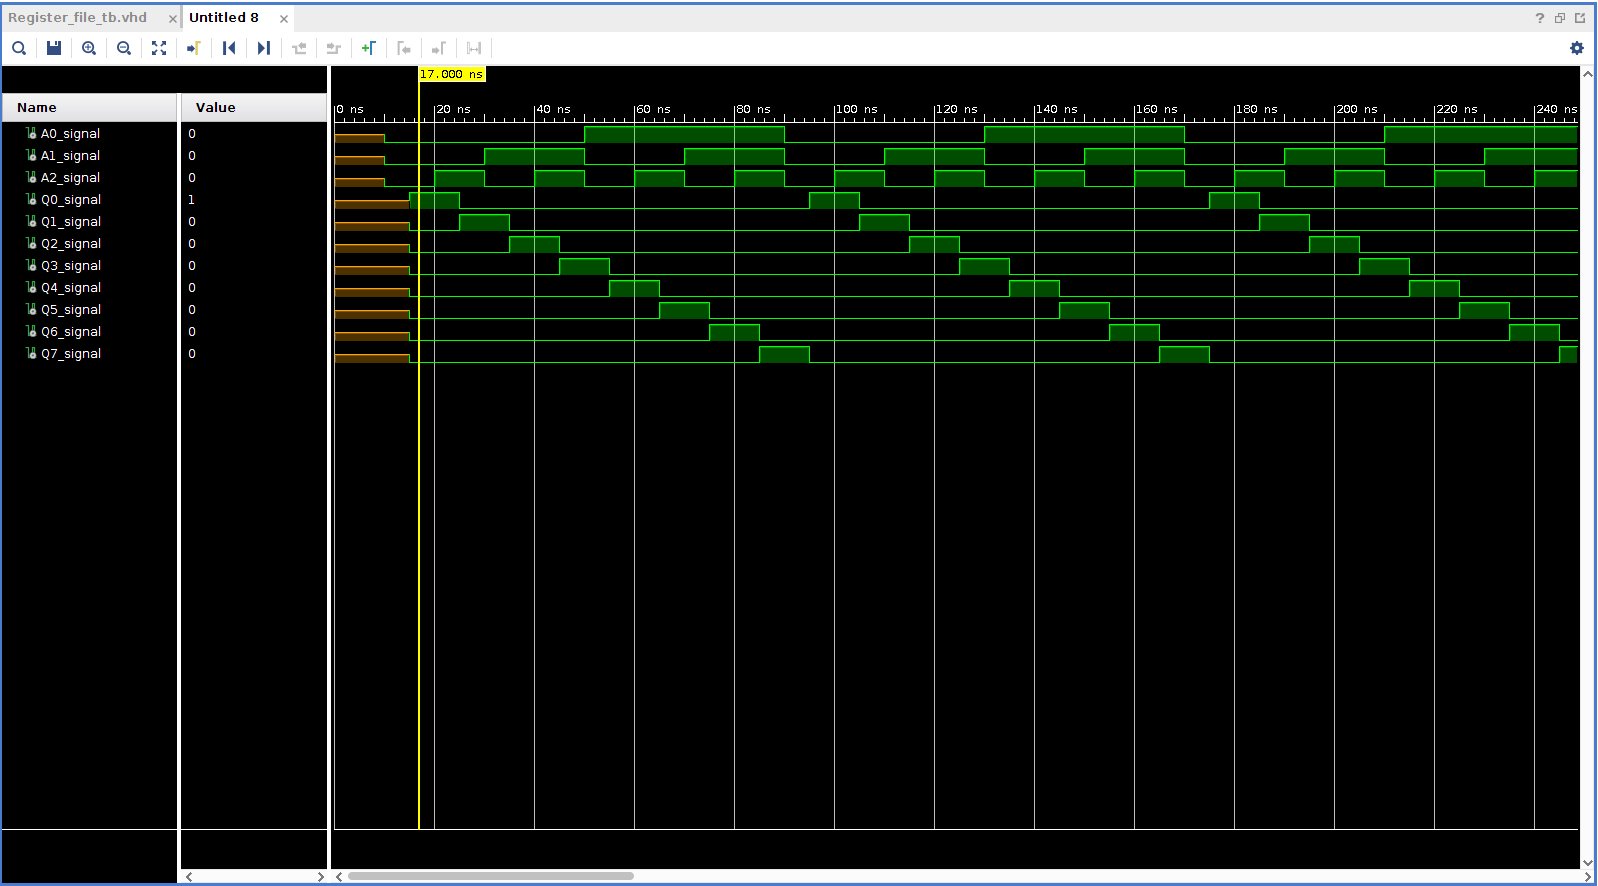 Register_file_tb.vhd × Untitled 8 ×
?
17.000 ns
Name Value
0 ns 20 ns 40 ns 60 ns 80 ns 100 ns 120 ns 140 ns 160 ns 180 ns 200 ns 220 ns 240 ns
A0_signal 0
A1_signal 0
A2_signal 0
Q0_signal 1
Q1_signal 0
Q2_signal 0
Q3_signal 0
Q4_signal 0
Q5_signal 0
Q6_signal 0
Q7_signal 0